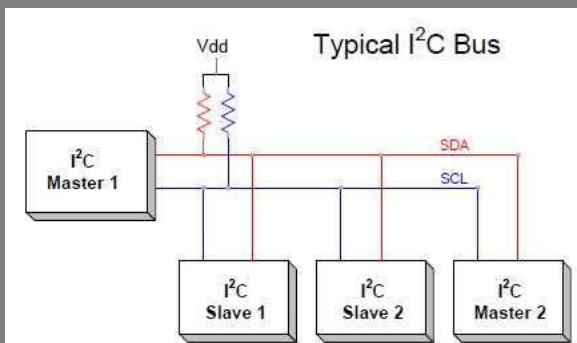 Typical I²C Bus
Vdd
SDA
SCL
I²C
Master 1
I²C
Slave 1
I²C
Slave 2
I²C
Master 2